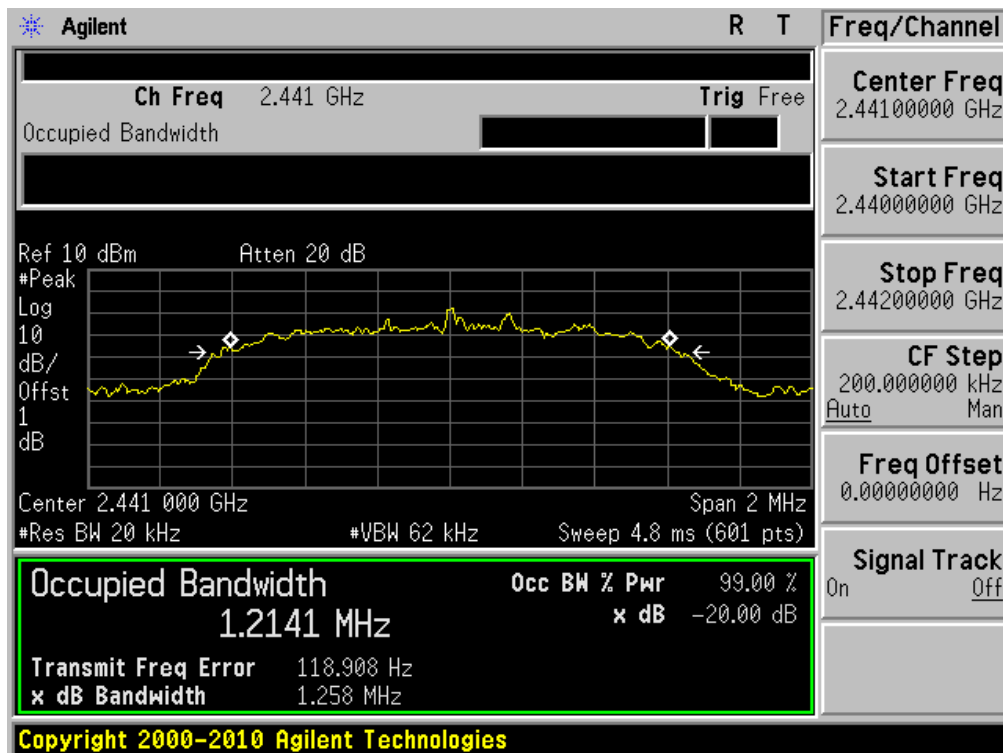 Agilent R T Freq/Channel
Ch Freq 2.441 GHz Trig Free
Occupied Bandwidth
Center Freq
2.44100000 GHz
Start Freq
2.44000000 GHz
Stop Freq
2.44200000 GHz
CF Step
200.000000 kHz
Auto Man
Freq Offset
0.00000000 Hz
Signal Track
On Off
Ref 10 dBm Atten 20 dB
#Peak
Log
10
dB/
Offst
1
dB
Center 2.441 000 GHz Span 2 MHz
#Res BW 20 kHz #VBW 62 kHz Sweep 4.8 ms (601 pts)
Occupied Bandwidth Occ BW % Pwr 99.00 %
1.2141 MHz x dB -20.00 dB
Transmit Freq Error 118.908 Hz
x dB Bandwidth 1.258 MHz
Copyright 2000-2010 Agilent Technologies